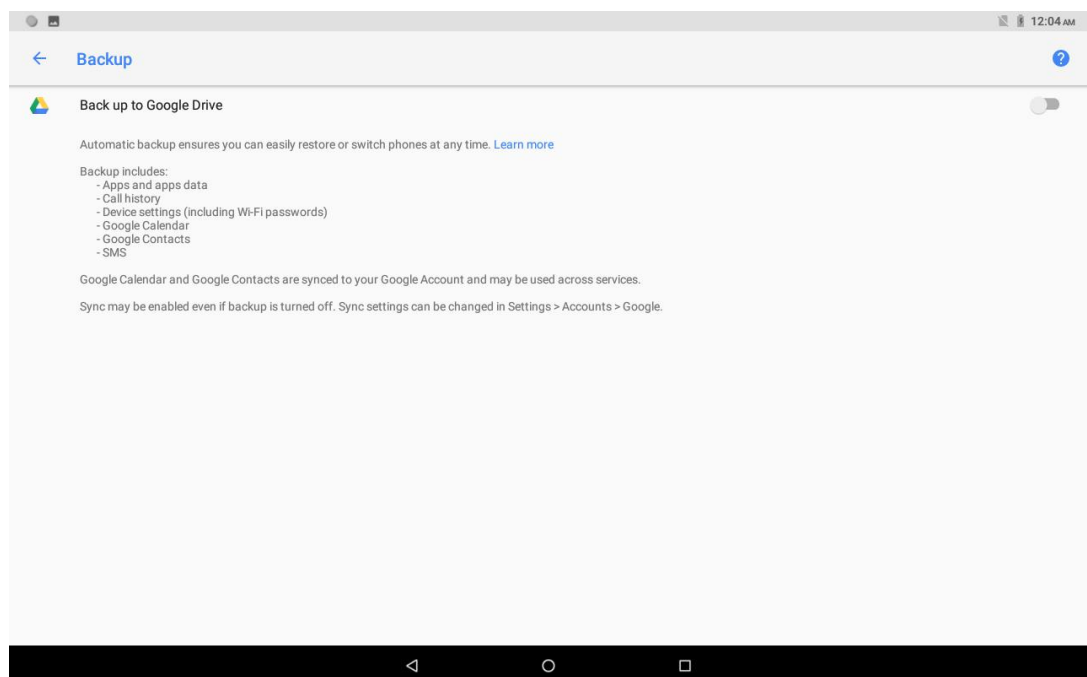 12:04 AM
Backup
Back up to Google Drive
Automatic backup ensures you can easily restore or switch phones at any time. Learn more
Backup includes:
- Apps and apps data
- Call history
- Device settings (including Wi-Fi passwords)
- Google Calendar
- Google Contacts
- SMS
Google Calendar and Google Contacts are synced to your Google Account and may be used across services.
Sync may be enabled even if backup is turned off. Sync settings can be changed in Settings > Accounts > Google.